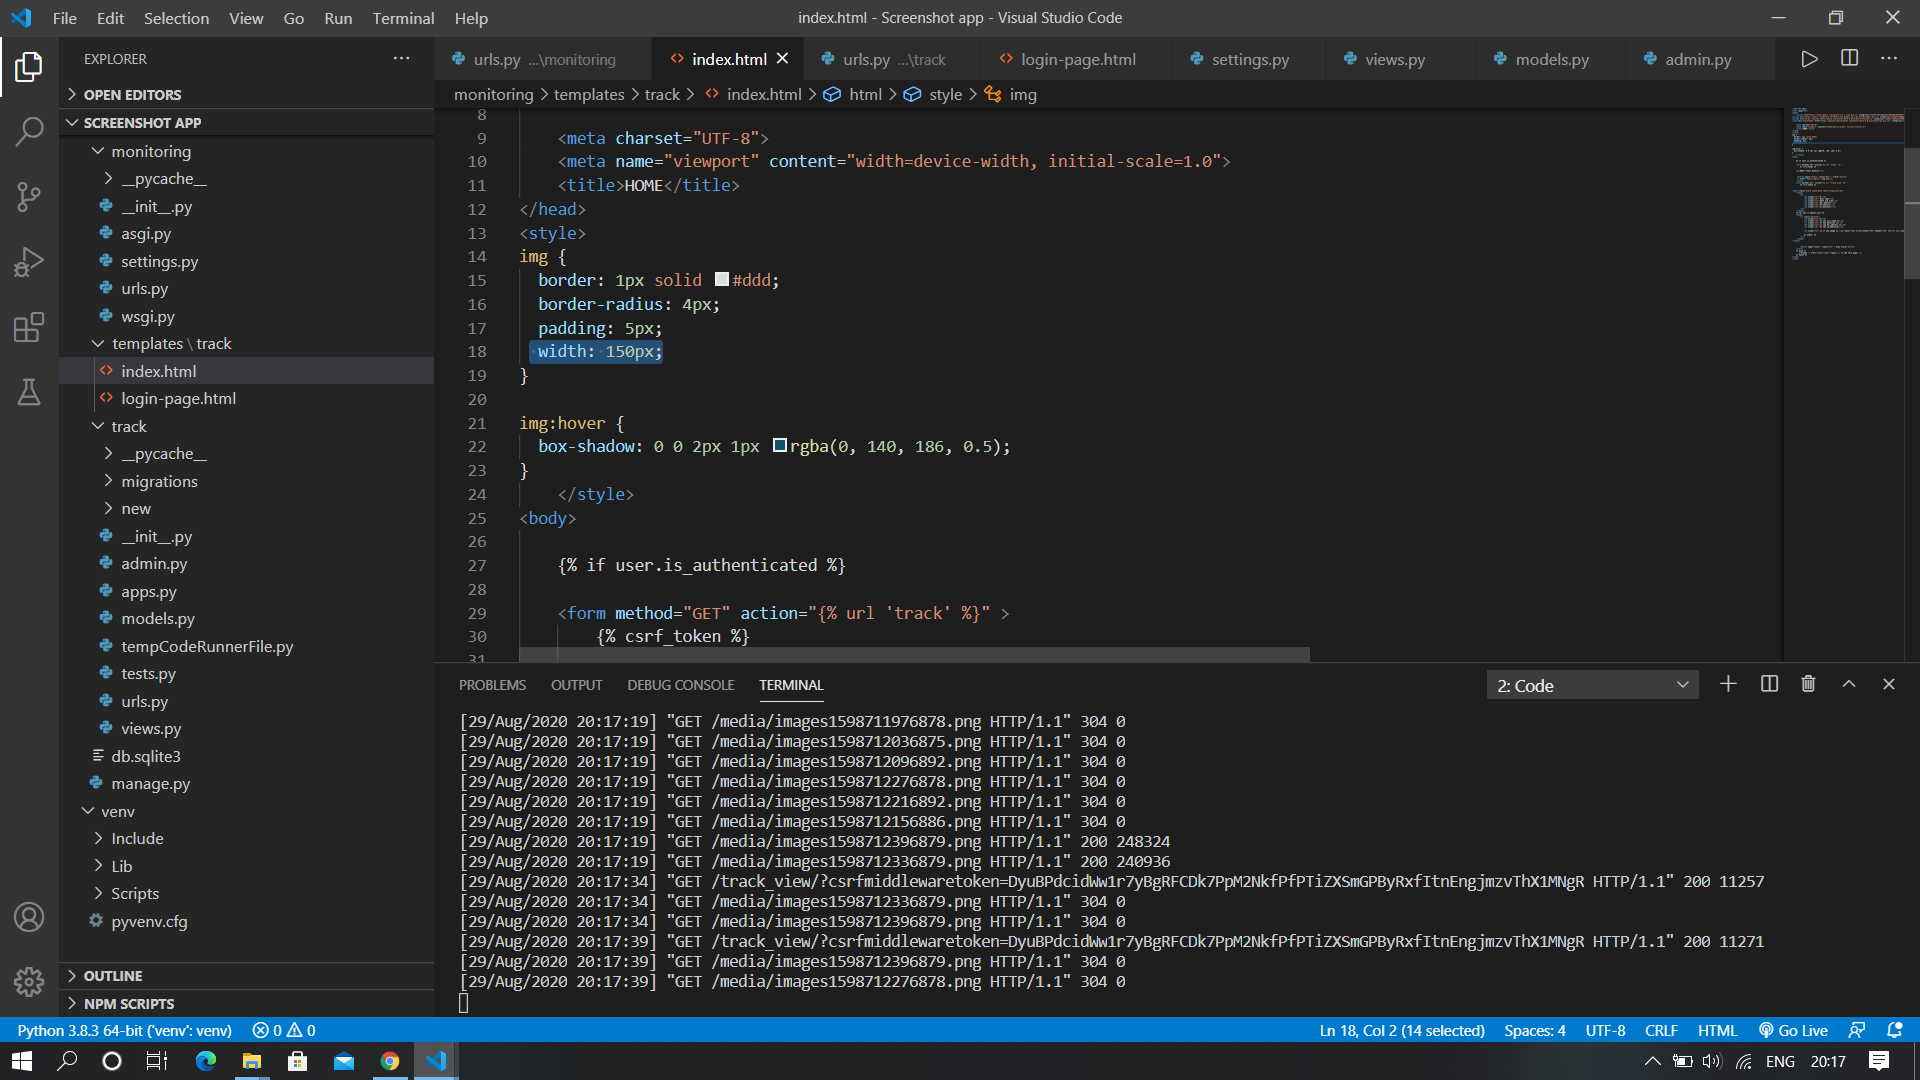 File Edit Selection View Go Run Terminal Help
index.html - Screenshot app - Visual Studio Code
EXPLORER
OPEN EDITORS
SCREENSHOT APP
monitoring
__pycache__
__init__.py
asgi.py
settings.py
urls.py
wsgi.py
templates \ track
index.html
login-page.html
track
__pycache__
migrations
new
__init__.py
admin.py
apps.py
models.py
tempCodeRunnerFile.py
tests.py
urls.py
views.py
db.sqlite3
manage.py
venv
Include
Lib
Scripts
pyvenv.cfg
OUTLINE
NPM SCRIPTS
urls.py ...\monitoring
index.html
urls.py ...\track
login-page.html
settings.py
views.py
models.py
admin.py
monitoring > templates > track > index.html > html > style > img
8
9 <meta charset="UTF-8">
10 <meta name="viewport" content="width=device-width, initial-scale=1.0">
11 <title>HOME</title>
12 </head>
13 <style>
14 img {
15 border: 1px solid #ddd;
16 border-radius: 4px;
17 padding: 5px;
18 width: 150px;
19 }
20
21 img:hover {
22 box-shadow: 0 0 2px 1px rgba(0, 140, 186, 0.5);
23 }
24 </style>
25 <body>
26
27 {% if user.is_authenticated %}
28
29 <form method="GET" action="{% url 'track' %}" >
30 {% csrf_token %}
31
PROBLEMS OUTPUT DEBUG CONSOLE TERMINAL
2: Code
[29/Aug/2020 20:17:19] "GET /media/images1598711976878.png HTTP/1.1" 304 0
[29/Aug/2020 20:17:19] "GET /media/images1598712036875.png HTTP/1.1" 304 0
[29/Aug/2020 20:17:19] "GET /media/images1598712096892.png HTTP/1.1" 304 0
[29/Aug/2020 20:17:19] "GET /media/images1598712276878.png HTTP/1.1" 304 0
[29/Aug/2020 20:17:19] "GET /media/images1598712216892.png HTTP/1.1" 304 0
[29/Aug/2020 20:17:19] "GET /media/images1598712156886.png HTTP/1.1" 304 0
[29/Aug/2020 20:17:19] "GET /media/images1598712396879.png HTTP/1.1" 200 248324
[29/Aug/2020 20:17:19] "GET /media/images1598712336879.png HTTP/1.1" 200 240936
[29/Aug/2020 20:17:34] "GET /track_view/?csrfmiddlewaretoken=DyuBPdcidWw1r7yBgRFCDk7PpM2NkfPfPTiZXSmGPByRxfItnEngjmzvThX1MNgR HTTP/1.1" 200 11257
[29/Aug/2020 20:17:34] "GET /media/images1598712336879.png HTTP/1.1" 304 0
[29/Aug/2020 20:17:34] "GET /media/images1598712396879.png HTTP/1.1" 304 0
[29/Aug/2020 20:17:39] "GET /track_view/?csrfmiddlewaretoken=DyuBPdcidWw1r7yBgRFCDk7PpM2NkfPfPTiZXSmGPByRxfItnEngjmzvThX1MNgR HTTP/1.1" 200 11271
[29/Aug/2020 20:17:39] "GET /media/images1598712396879.png HTTP/1.1" 304 0
[29/Aug/2020 20:17:39] "GET /media/images1598712276878.png HTTP/1.1" 304 0
Python 3.8.3 64-bit ('venv': venv) 0 0
Ln 18, Col 2 (14 selected) Spaces: 4 UTF-8 CRLF HTML Go Live
ENG 20:17